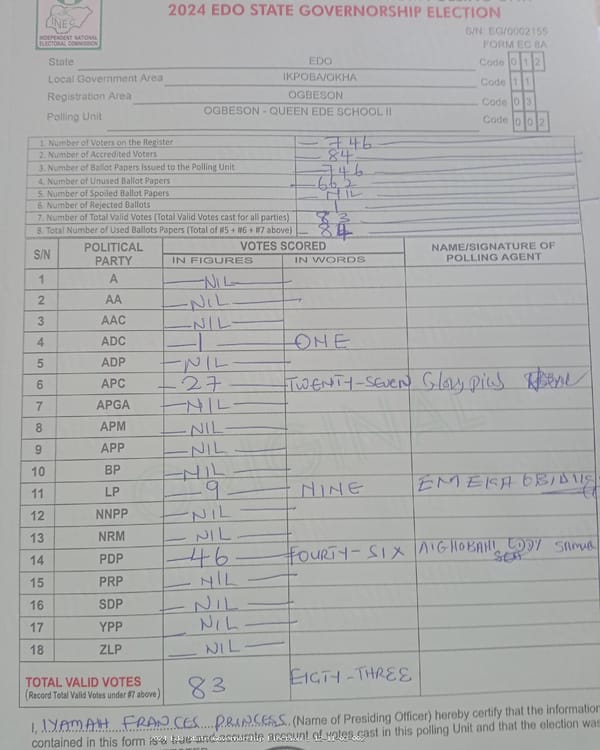 2024 EDO STATE GOVERNORSHIP ELECTION
INEC
INDEPENDENT NATIONAL
ELECTORAL COMMISSION
S/N: EG/0002155
FORM EC 8A
State EDO Code 0 1 2
Local Government Area IKPOBA/OKHA Code 1 1
Registration Area OGBESON Code 0 3
Polling Unit OGBESON - QUEEN EDE SCHOOL II Code 0 0 2
1. Number of Voters on the Register 746
2. Number of Accredited Voters 84
3. Number of Ballot Papers Issued to the Polling Unit 746
4. Number of Unused Ballot Papers 662
5. Number of Spoiled Ballot Papers NIL
6. Number of Rejected Ballots 1
7. Number of Total Valid Votes (Total Valid Votes cast for all parties) 83
8. Total Number of Used Ballots Papers (Total of #5 + #6 + #7 above) 84
S/N POLITICAL PARTY VOTES SCORED NAME/SIGNATURE OF POLLING AGENT
IN FIGURES IN WORDS
1 A NIL
2 AA NIL
3 AAC NIL
4 ADC 1 ONE
5 ADP NIL
6 APC 27 TWENTY-SEVEN Glory pius
7 APGA NIL
8 APM NIL
9 APP NIL
10 BP NIL
11 LP 9 NINE EMEKA
12 NNPP NIL
13 NRM NIL
14 PDP 46 FOURTY-SIX EDDY
15 PRP NIL
16 SDP NIL
17 YPP NIL
18 ZLP NIL
TOTAL VALID VOTES 83 EIGTY-THREE
(Record Total Valid Votes under #7 above)
I, IYAMAH FRANCES PRINCESS (Name of Presiding Officer) hereby certify that the information
contained in this form is a true and accurate account of votes cast in this polling Unit and that the election was
ORIGINAL